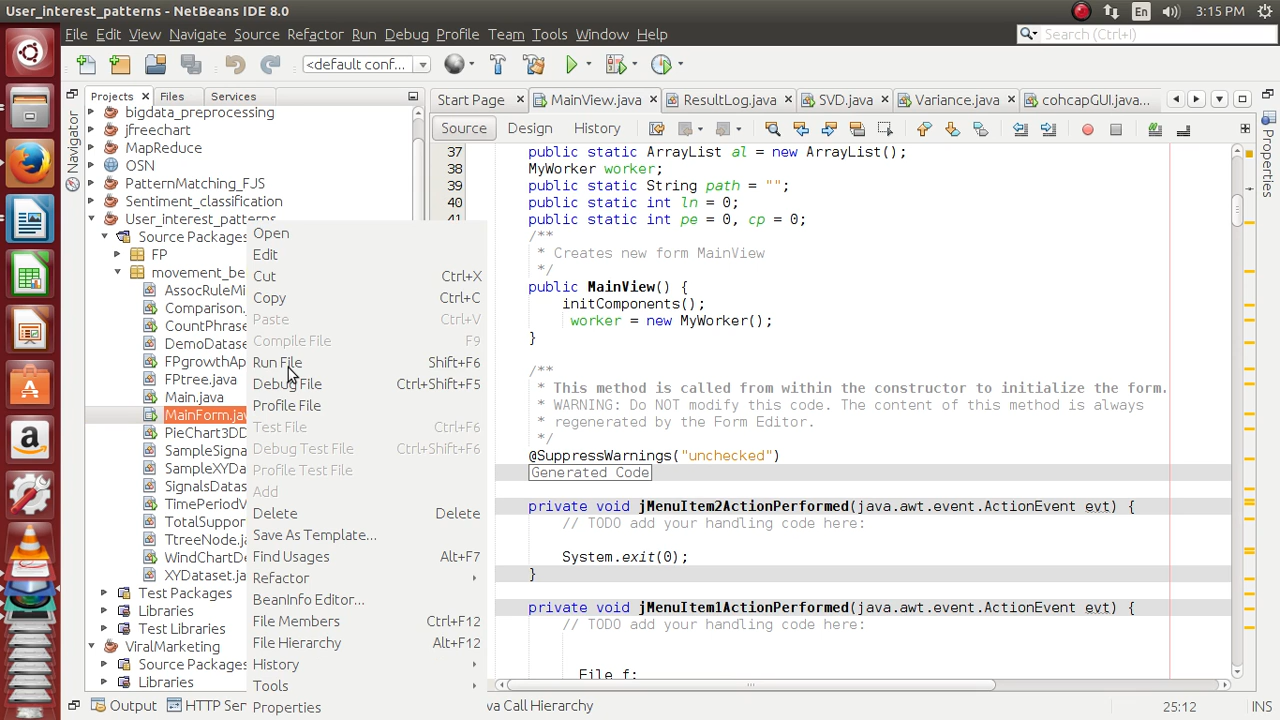 User_interest_patterns - NetBeans IDE 8.0
En
3:15 PM
File Edit View Navigate Source Refactor Run Debug Profile Team Tools Window Help
Search (Ctrl+I)
<default conf...
Projects
Files
Services
Navigator
bigdata_preprocessing
jfreechart
MapReduce
OSN
PatternMatching_FJS
Sentiment_classification
User_interest_patterns
Source Packages
FP
movement_be
AssocRuleMi
Comparison.
CountPhrase
DemoDatase
FPgrowthAp
FPtree.java
Main.java
MainForm.jav
PieChart3DD
SampleSigna
SampleXYDa
SignalsDatas
TimePeriodV
TotalSuppor
TtreeNode.ja
WindChartDe
XYDataset.ja
Test Packages
Libraries
Test Libraries
ViralMarketing
Source Packages
Libraries
Open
Edit
Cut Ctrl+X
Copy Ctrl+C
Paste Ctrl+V
Compile File F9
Run File Shift+F6
Debug File Ctrl+Shift+F5
Profile File
Test File Ctrl+F6
Debug Test File Ctrl+Shift+F6
Profile Test File
Add
Delete Delete
Save As Template...
Find Usages Alt+F7
Refactor
BeanInfo Editor...
File Members Ctrl+F12
File Hierarchy Alt+F12
History
Tools
Properties
Start Page
MainView.java
ResultLog.java
SVD.java
Variance.java
cohcapGUI.java...
Source
Design
History
Properties
37 public static ArrayList al = new ArrayList();
38 MyWorker worker;
39 public static String path = "";
40 public static int ln = 0;
41 public static int pe = 0, cp = 0;
/**
* Creates new form MainView
*/
public MainView() {
initComponents();
worker = new MyWorker();
}
/**
* This method is called from within the constructor to initialize the form.
* WARNING: Do NOT modify this code. The content of this method is always
* regenerated by the Form Editor.
*/
@SuppressWarnings("unchecked")
Generated Code
private void jMenuItem2ActionPerformed(java.awt.event.ActionEvent evt) {
// TODO add your handling code here:
System.exit(0);
}
private void jMenuItem1ActionPerformed(java.awt.event.ActionEvent evt) {
// TODO add your handling code here:
File f;
Output
HTTP Ser
va Call Hierarchy
25:12
INS